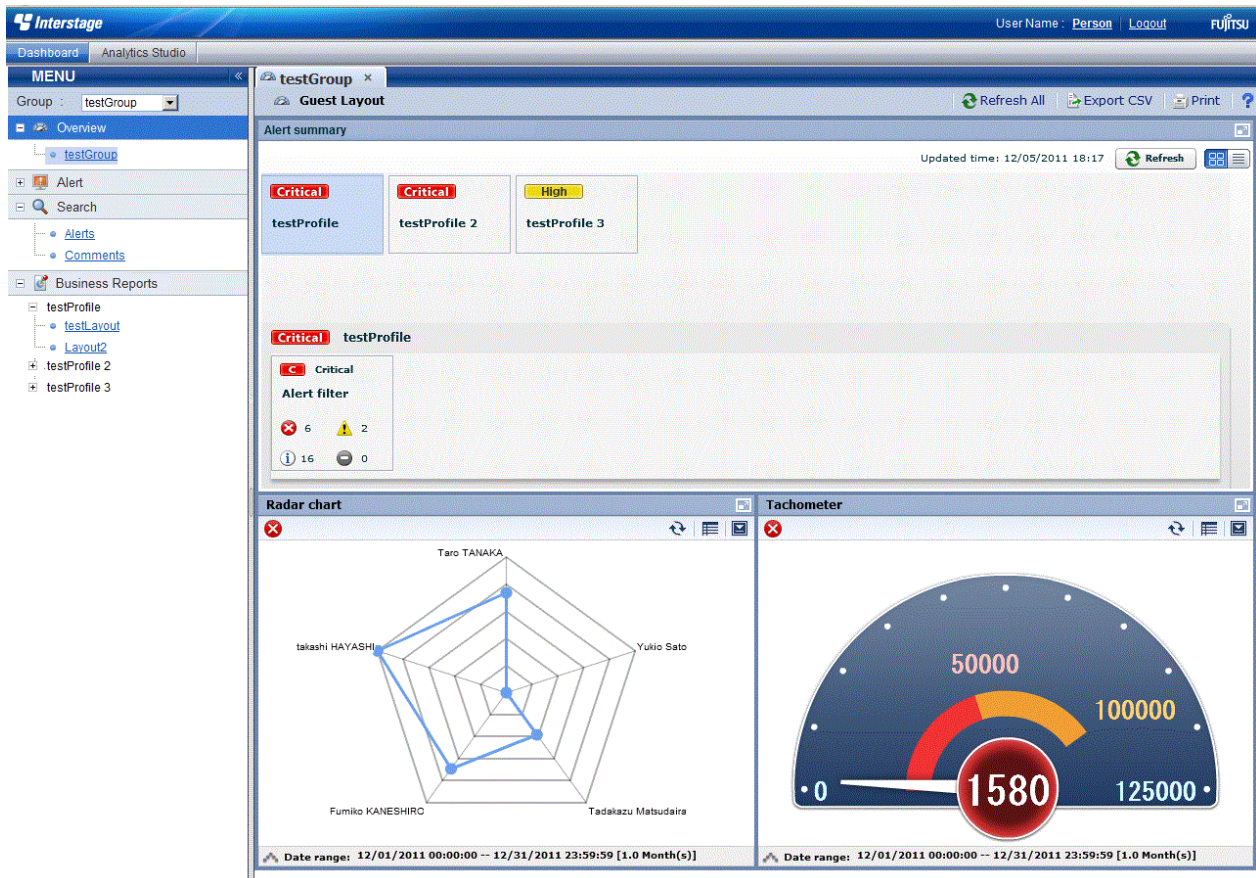 Interstage
User Name : Person Logout FUJITSU
Dashboard Analytics Studio
MENU «
Group : testGroup
Overview
testGroup
Alert
Search
Alerts
Comments
Business Reports
testProfile
testLayout
Layout2
testProfile 2
testProfile 3
testGroup ×
Guest Layout
Refresh All Export CSV Print ?
Alert summary
Updated time: 12/05/2011 18:17 Refresh
Critical Critical High
testProfile testProfile 2 testProfile 3
Critical testProfile
C Critical
Alert filter
6 2
16 0
Radar chart
Taro TANAKA
takashi HAYASHI Yukio Sato
Fumiko KANESHIRO Tadakazu Matsudaira
Date range: 12/01/2011 00:00:00 -- 12/31/2011 23:59:59 [1.0 Month(s)]
Tachometer
50000
100000
0 1580 125000
Date range: 12/01/2011 00:00:00 -- 12/31/2011 23:59:59 [1.0 Month(s)]